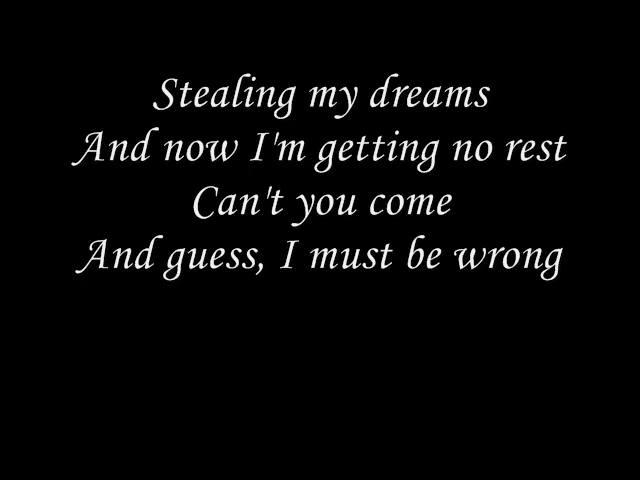 Stealing my dreams
And now I'm getting no rest
Can't you come
And guess, I must be wrong